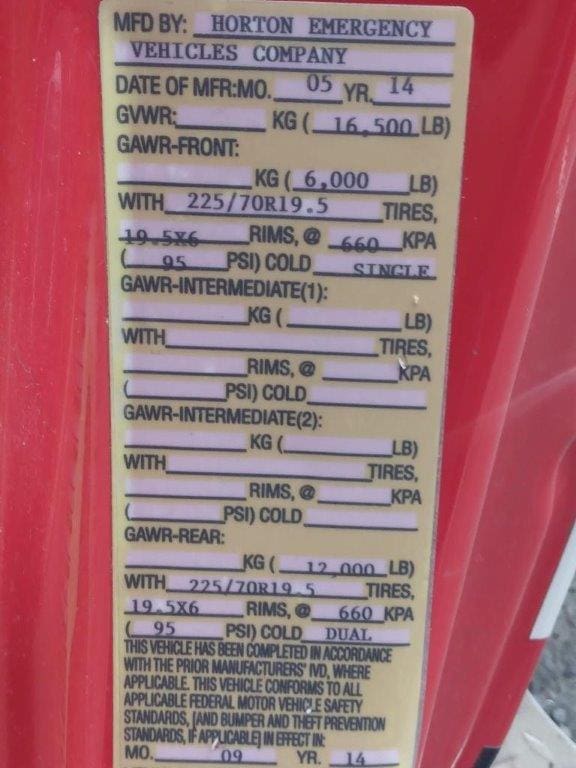 MFD BY: HORTON EMERGENCY
VEHICLES COMPANY
DATE OF MFR:MO. 05 YR. 14
GVWR: KG ( 16,500 LB)
GAWR-FRONT:
KG ( 6,000 LB)
WITH 225/70R19.5 TIRES,
19.5X6 RIMS, @ 660 KPA
( 95 PSI) COLD SINGLE
GAWR-INTERMEDIATE(1):
KG ( LB)
WITH TIRES,
RIMS, @ KPA
( PSI) COLD
GAWR-INTERMEDIATE(2):
KG ( LB)
WITH TIRES,
RIMS, @ KPA
( PSI) COLD
GAWR-REAR:
KG ( 12,000 LB)
WITH 225/70R19.5 TIRES,
19.5X6 RIMS, @ 660 KPA
( 95 PSI) COLD DUAL
THIS VEHICLE HAS BEEN COMPLETED IN ACCORDANCE
WITH THE PRIOR MANUFACTURERS' IVD, WHERE
APPLICABLE. THIS VEHICLE CONFORMS TO ALL
APPLICABLE FEDERAL MOTOR VEHICLE SAFETY
STANDARDS, [AND BUMPER AND THEFT PREVENTION
STANDARDS, IF APPLICABLE] IN EFFECT IN:
MO. 09 YR. 14